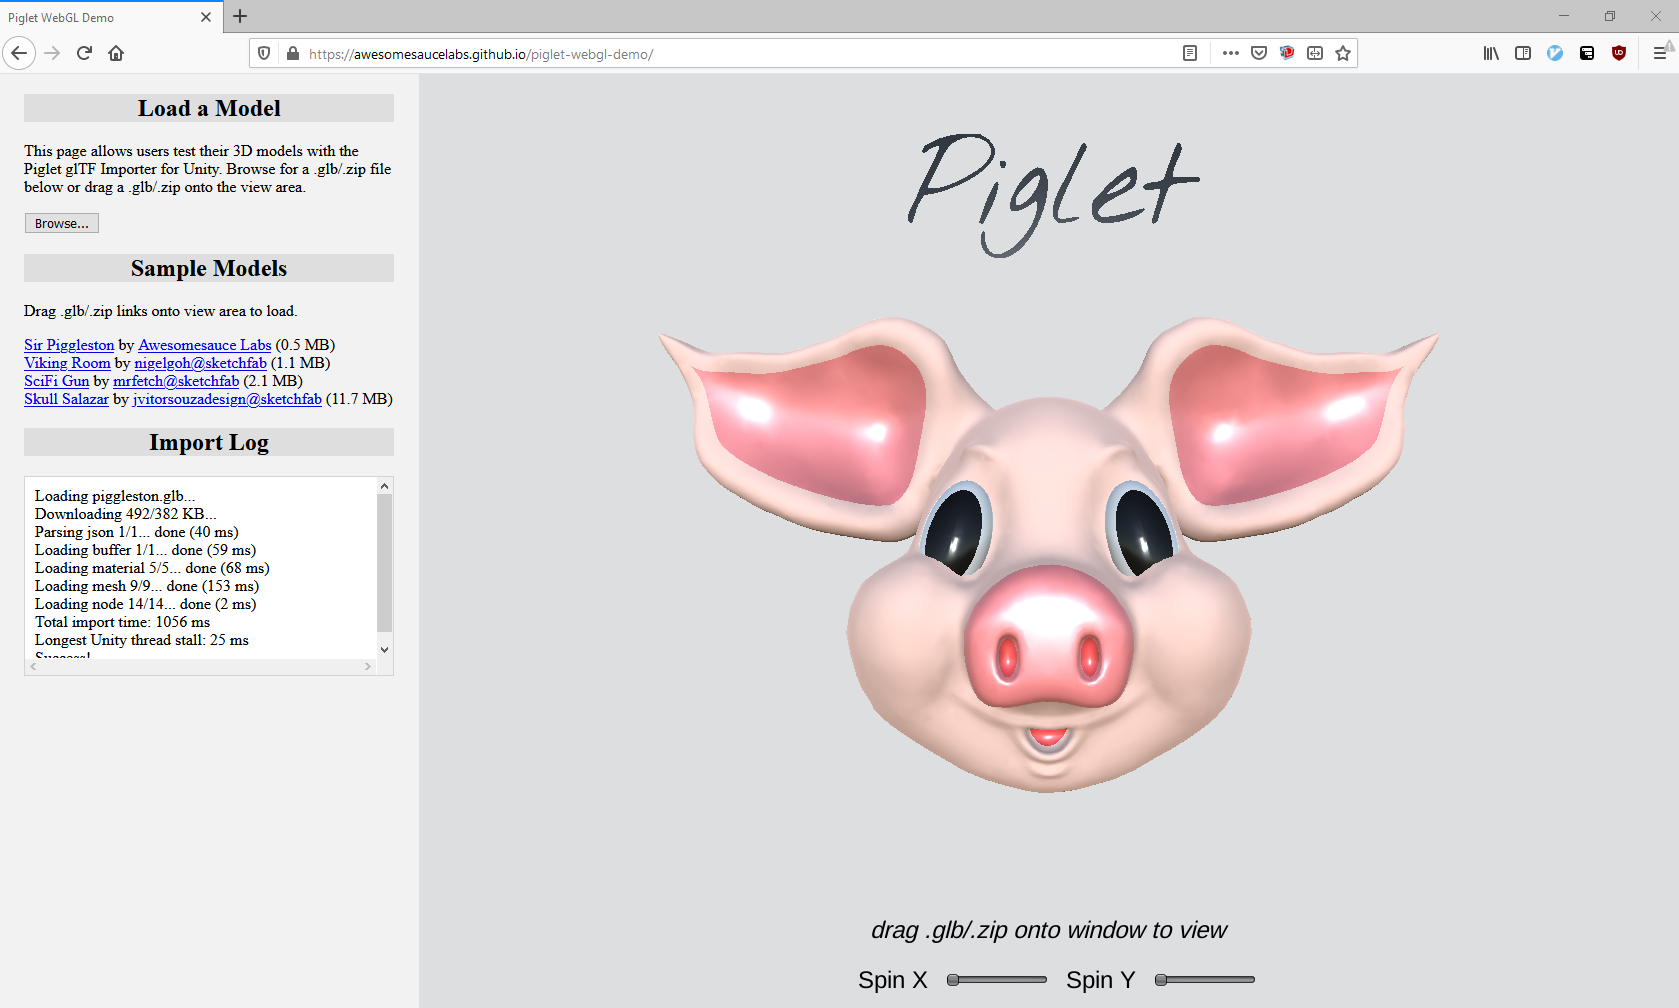 Piglet WebGL Demo
https://awesomesaucelabs.github.io/piglet-webgl-demo/
Load a Model
This page allows users test their 3D models with the
Piglet glTF Importer for Unity. Browse for a .glb/.zip file
below or drag a .glb/.zip onto the view area.
Browse...
Sample Models
Drag .glb/.zip links onto view area to load.
Sir Piggleston by Awesomesauce Labs (0.5 MB)
Viking Room by nigelgoh@sketchfab (1.1 MB)
SciFi Gun by mrfetch@sketchfab (2.1 MB)
Skull Salazar by jvitorsouzadesign@sketchfab (11.7 MB)
Import Log
Loading piggleston.glb...
Downloading 492/382 KB...
Parsing json 1/1... done (40 ms)
Loading buffer 1/1... done (59 ms)
Loading material 5/5... done (68 ms)
Loading mesh 9/9... done (153 ms)
Loading node 14/14... done (2 ms)
Total import time: 1056 ms
Longest Unity thread stall: 25 ms
Success!
Piglet
drag .glb/.zip onto window to view
Spin X Spin Y